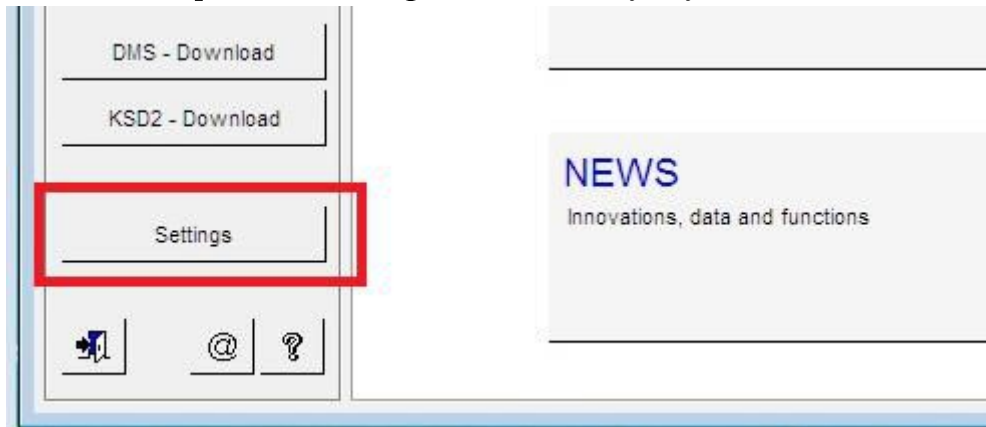 DMS - Download
KSD2 - Download
Settings
@ ?
NEWS
Innovations, data and functions